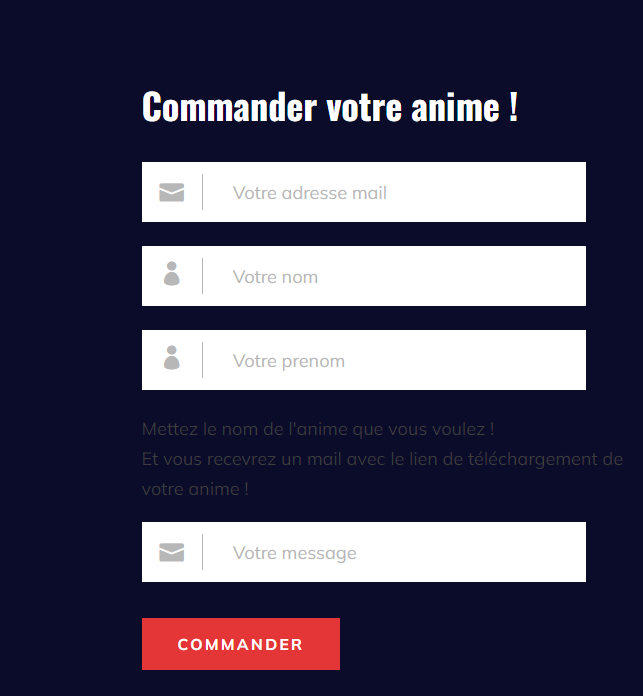 Commander votre anime !
Votre adresse mail
Votre nom
Votre prenom
Mettez le nom de l'anime que vous voulez !
Et vous recevrez un mail avec le lien de téléchargement de
votre anime !
Votre message
COMMANDER